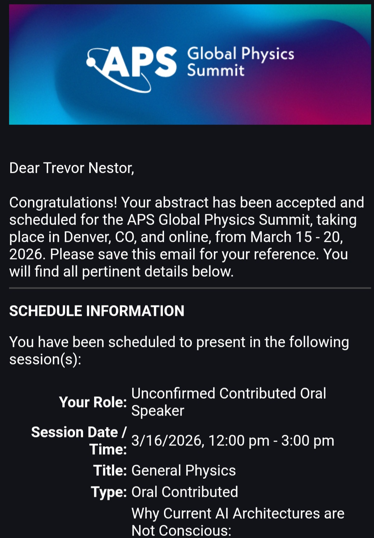 APS Global Physics
Summit
Dear Trevor Nestor,
Congratulations! Your abstract has been accepted and
scheduled for the APS Global Physics Summit, taking
place in Denver, CO, and online, from March 15 - 20,
2026. Please save this email for your reference. You
will find all pertinent details below.
SCHEDULE INFORMATION
You have been scheduled to present in the following
session(s):
Your Role: Unconfirmed Contributed Oral
Speaker
Session Date /
Time: 3/16/2026, 12:00 pm - 3:00 pm
Title: General Physics
Type: Oral Contributed
Why Current AI Architectures are
Not Conscious: